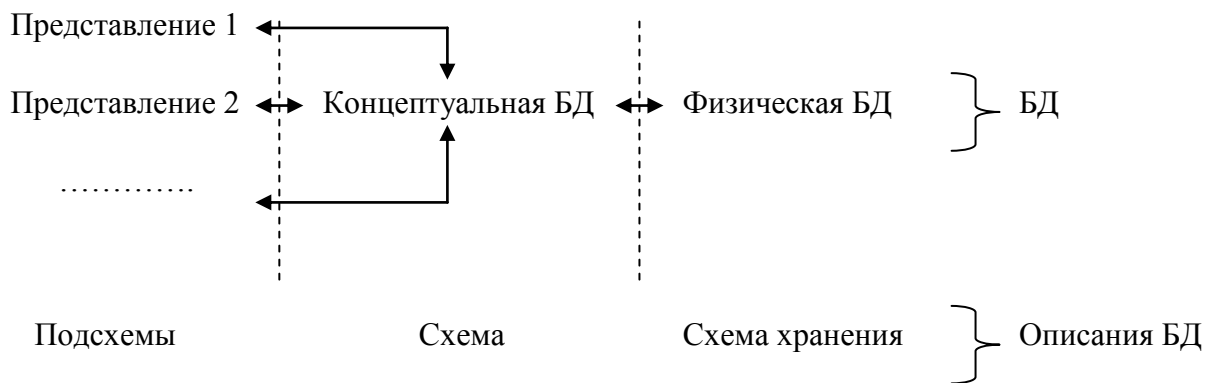 Представление 1
Представление 2 Концептуальная БД Физическая БД БД
………….
Подсхемы Схема Схема хранения Описания БД